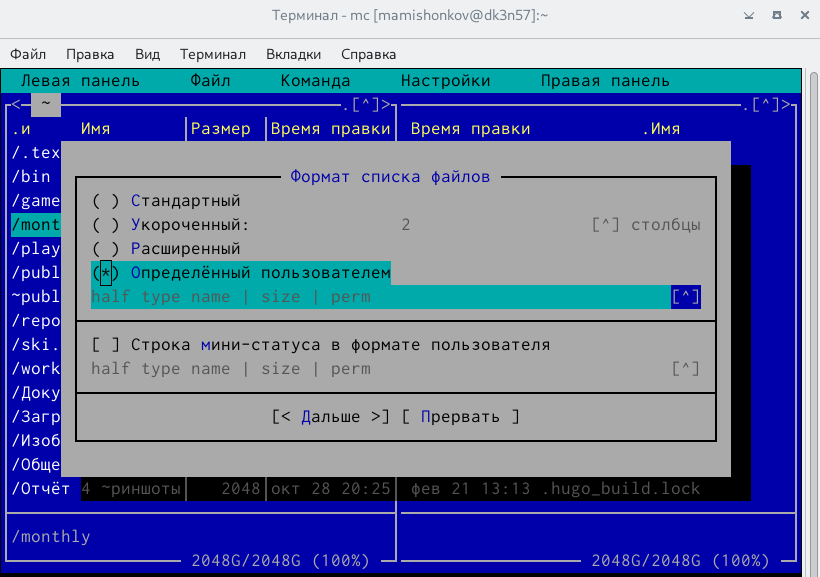 Терминал - mc [mamishonkov@dk3n57]:~
Файл Правка Вид Терминал Вкладки Справка
Левая панель Файл Команда Настройки Правая панель
<- ~ .[^]> .[^]>
.и Имя Размер Время правки Время правки .Имя
/.tex
/bin
/game
/mont
/play
/publ
~publ
/repo
/ski.
/work
/Доку
/Загр
/Изоб
/Обще
Формат списка файлов
( ) Стандартный
( ) Укороченный: 2 [^] столбцы
( ) Расширенный
(*) Определённый пользователем
half type name | size | perm [^]
[ ] Строка мини-статуса в формате пользователя
half type name | size | perm [^]
[< Дальше >] [ Прервать ]
/Отчёт 4 ~риншоты 2048 окт 28 20:25 фев 21 13:13 .hugo_build.lock
/monthly
2048G/2048G (100%) 2048G/2048G (100%)